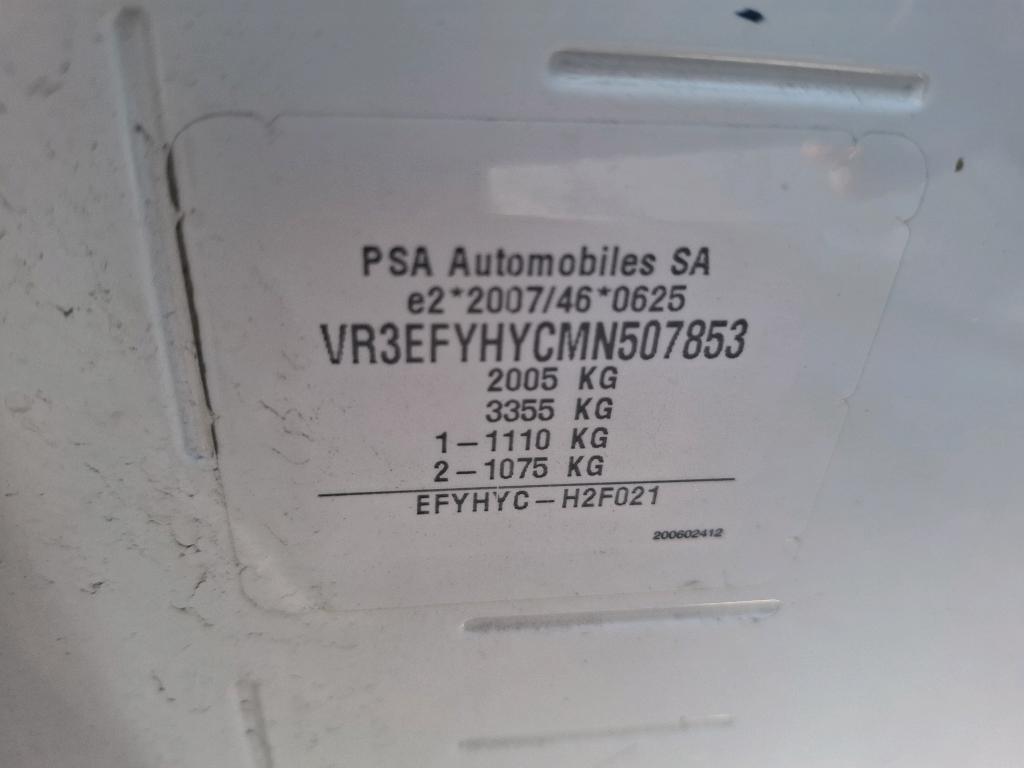 PSA Automobiles SA
e2*2007/46*0625
VR3EFYHYCMN507853
2005 KG
3355 KG
1-1110 KG
2-1075 KG
EFYHYC-H2F021
200602412